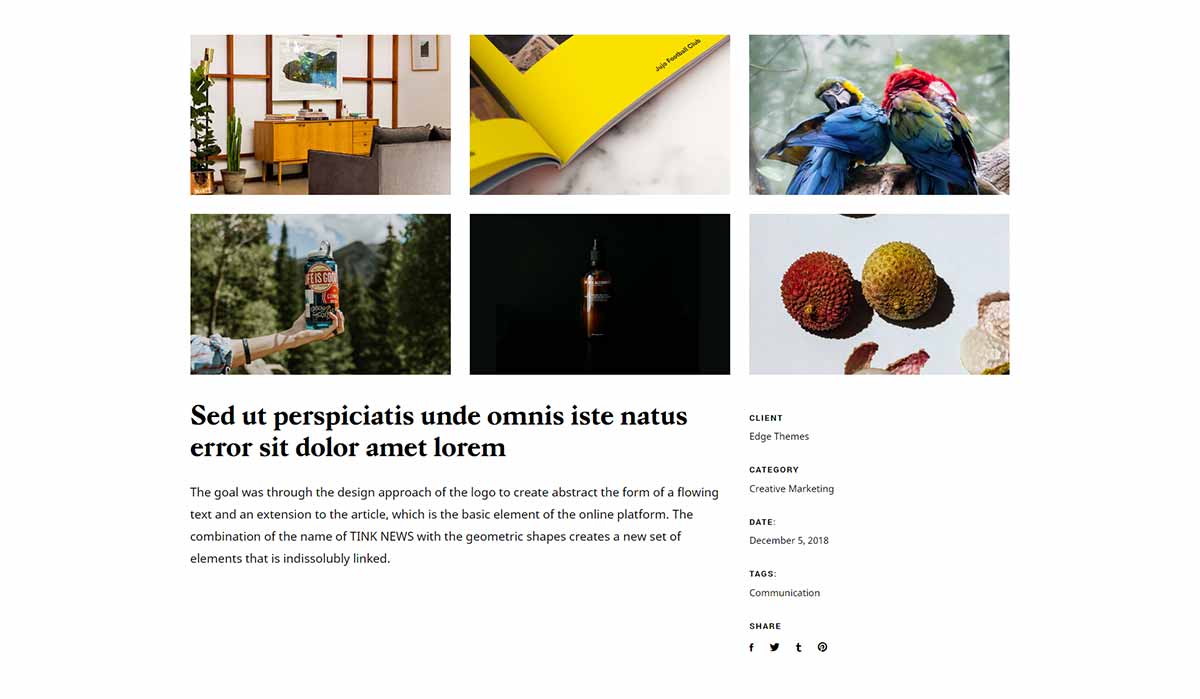 Jujo Football Club
LIFE IS GOOD
Sed ut perspiciatis unde omnis iste natus
error sit dolor amet lorem
The goal was through the design approach of the logo to create abstract the form of a flowing
text and an extension to the article, which is the basic element of the online platform. The
combination of the name of TINK NEWS with the geometric shapes creates a new set of
elements that is indissolubly linked.
CLIENT
Edge Themes
CATEGORY
Creative Marketing
DATE:
December 5, 2018
TAGS:
Communication
SHARE